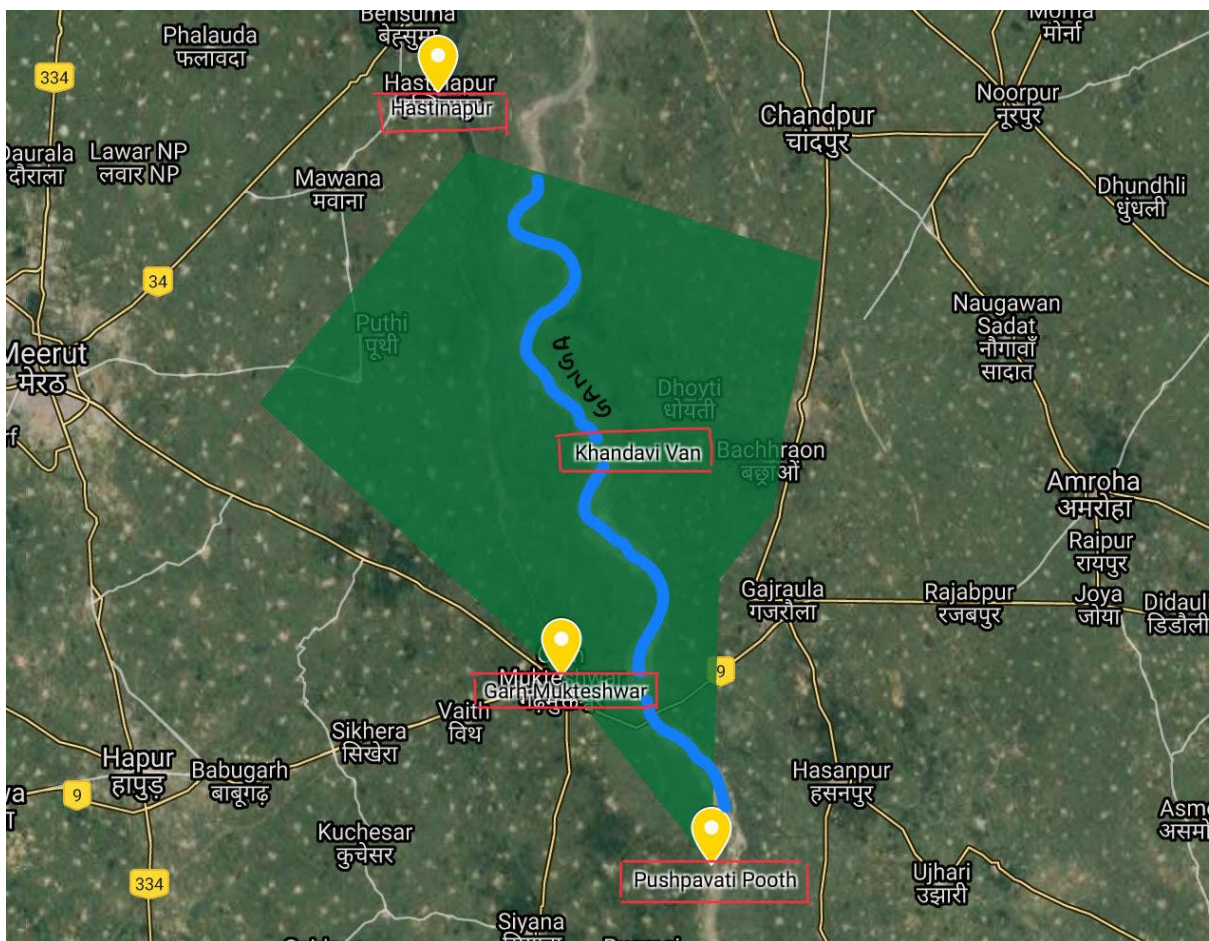 Bensuma
बेहसुमा
Morna
मोर्ना
Phalauda
फलावदा
334
Hastinapur
Hastinapur
Noorpur
नूरपुर
Chandpur
चांदपुर
Daurala
दौराला
Lawar NP
लवार NP
Mawana
मवाना
Dhundhli
धुंधली
34
Naugawan
Sadat
नौगावाँ
सादात
Puthi
पूथी
Meerut
मेरठ
GANGA
Dhoyti
धोयती
Khandavi Van
Bachhraon
बछ्राओं
Amroha
अमरोहा
Raipur
रायपुर
Gajraula
गजरौला
Rajabpur
रजबपुर
Joya
जोया
Didauli
डिडौली
9
Garh Mukteshwar
Vaith
विथ
Sikhera
सिखेरा
Hapur
हापुड़
Babugarh
बाबूगढ़
9
Hasanpur
हसनपुर
Kuchesar
कुचेसर
Pushpavati Pooth
Ujhari
उझारी
334
Siyana